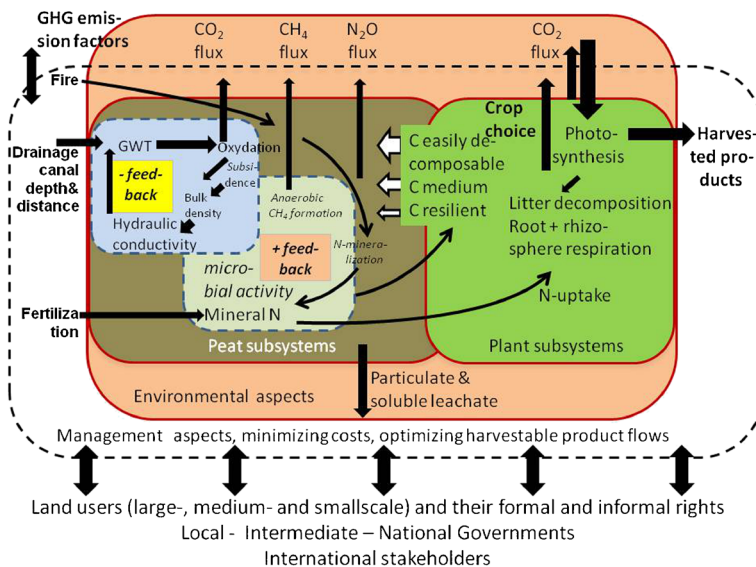 GHG emis-
sion factors
CO2
flux
CH4
flux
N2O
flux
CO2
flux
Fire
Drainage
canal
depth&
distance
GWT
Oxydation
- feed-
back
Subsi-
dence
Bulk
density
Hydraulic
conductivity
Anaerobic
CH4 formation
+ feed-
back
N-minera-
lization
micro-
bial activity
Mineral N
Fertiliza
tion
Peat subsystems
C easily de-
composable
C medium
C resilient
Crop
choice
Photo-
synthesis
Harves-
ted pro-
ducts
Litter decomposition
Root + rhizo-
sphere respiration
N-uptake
Plant subsystems
Environmental aspects
Particulate &
soluble leachate
Management aspects, minimizing costs, optimizing harvestable product flows
Land users (large-, medium- and smallscale) and their formal and informal rights
Local - Intermediate – National Governments
International stakeholders